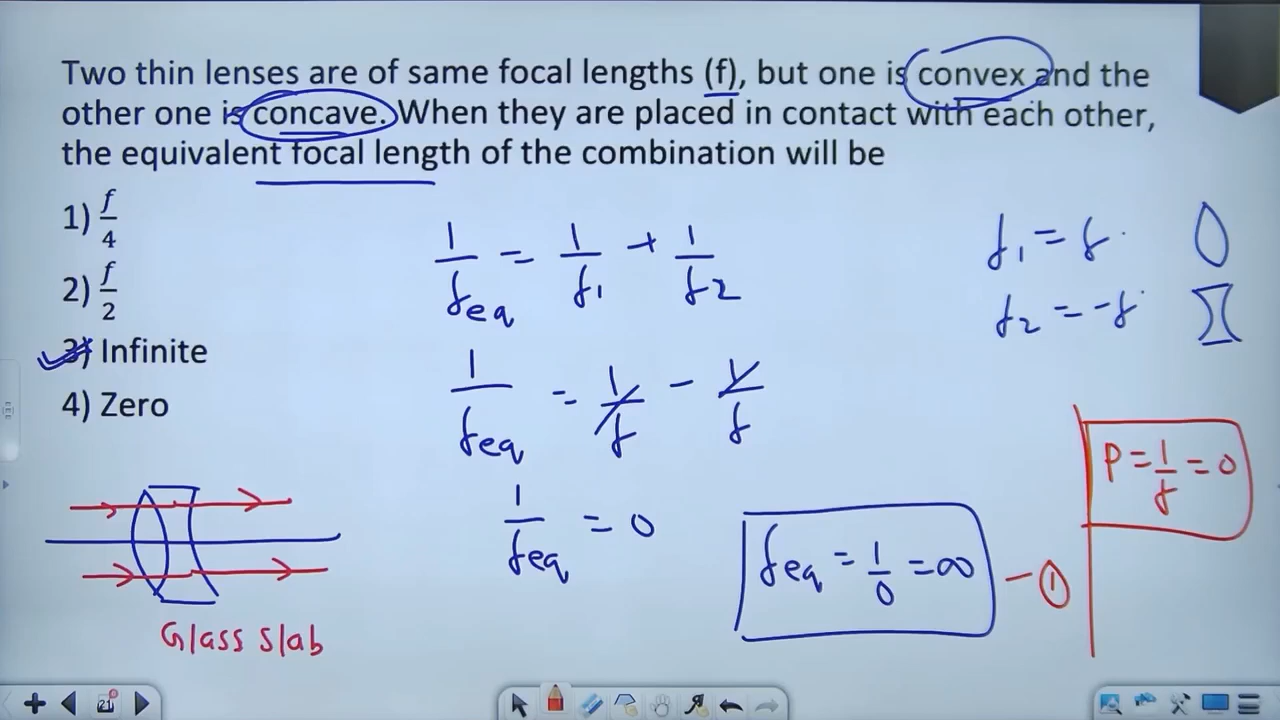 Two thin lenses are of same focal lengths (f), but one is convex and the
other one is concave. When they are placed in contact with each other,
the equivalent focal length of the combination will be
1) f/4
2) f/2
3) Infinite
4) Zero
1/feq = 1/f1 + 1/f2
1/feq = 1/f - 1/f
1/feq = 0
feq = 1/0 = ∞ - ①
f1 = f
f2 = -f
P = 1/f = 0
Glass slab
21